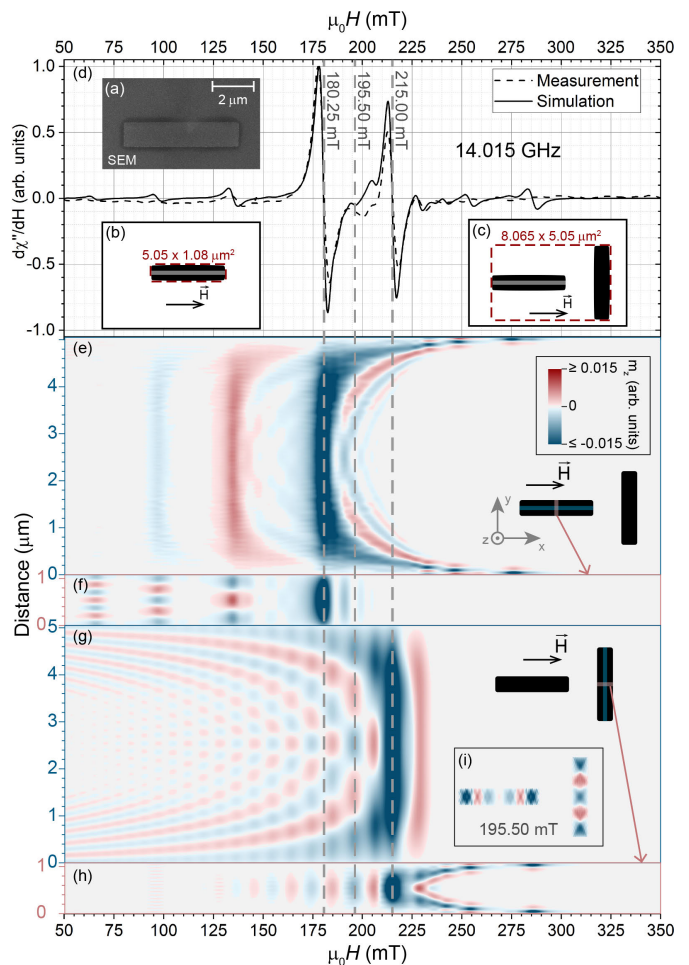 μ₀H (mT)
50 75 100 125 150 175 200 225 250 275 300 325 350
1.0
0.5
0.0
-0.5
-1.0
dχ''/dH (arb. units)
(d)
(a)
2 μm
SEM
180.25 mT
195.50 mT
215.00 mT
Measurement
Simulation
14.015 GHz
(b)
5.05 x 1.08 μm²
H
(c)
8.065 x 5.05 μm²
H
Distance (μm)
(e)
4
3
2
1
0
≥ 0.015
0
≤ -0.015
m_z (arb. units)
H
y
z
x
(f)
1
0
(g)
5
4
3
2
1
0
H
(i)
195.50 mT
(h)
1
0
50 75 100 125 150 175 200 225 250 275 300 325 350
μ₀H (mT)